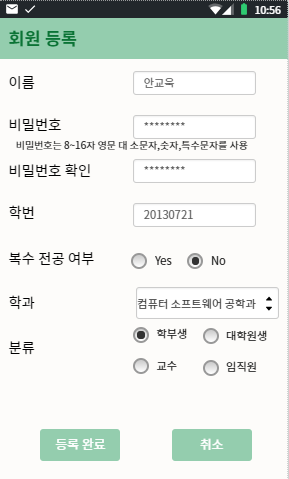 10:56
회원 등록
이름 안교육
비밀번호 ********
비밀번호는 8~16자 영문 대 소문자,숫자,특수문자를 사용
비밀번호 확인 ********
학번 20130721
복수 전공 여부 Yes No
학과 컴퓨터 소프트웨어 공학과
분류 학부생 대학원생
교수 임직원
등록 완료 취소